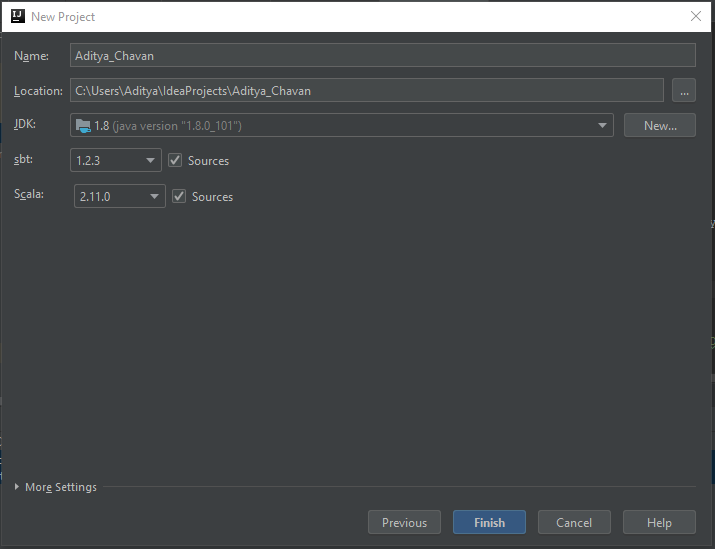 New Project
Name: Aditya_Chavan
Location: C:\Users\Aditya\IdeaProjects\Aditya_Chavan ...
JDK: 1.8 (java version "1.8.0_101") New...
sbt: 1.2.3 Sources
Scala: 2.11.0 Sources
More Settings
Previous Finish Cancel Help